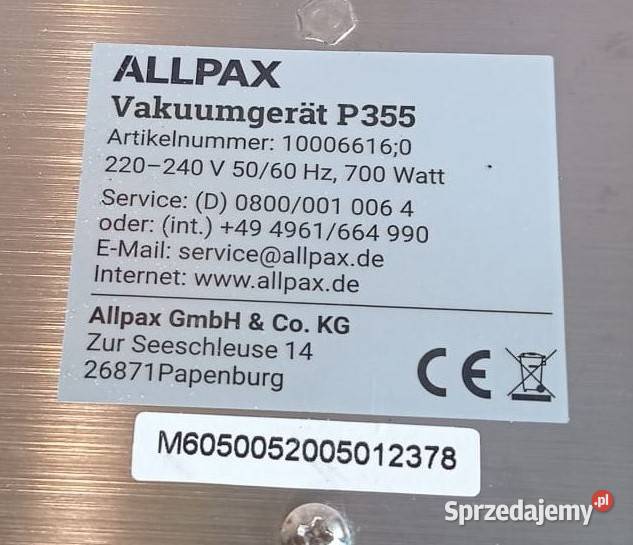 ALLPAX
Vakuumgerät P355
Artikelnummer: 10006616;0
220–240 V 50/60 Hz, 700 Watt
Service: (D) 0800/001 006 4
oder: (int.) +49 4961/664 990
E-Mail: service@allpax.de
Internet: www.allpax.de
Allpax GmbH & Co. KG
Zur Seeschleuse 14
26871Papenburg
CE
M6050052005012378
Sprzedajemy.pl